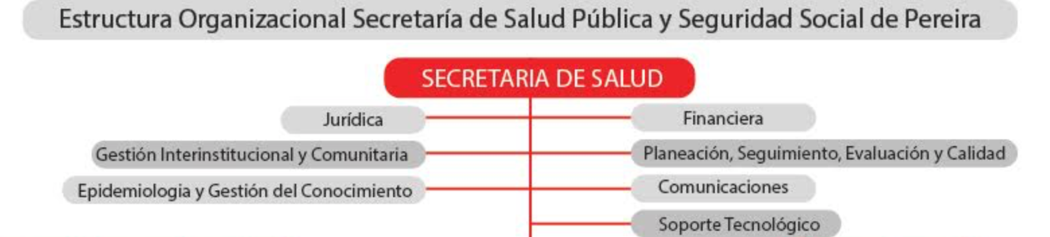 Estructura Organizacional Secretaría de Salud Pública y Seguridad Social de Pereira
SECRETARIA DE SALUD
Jurídica
Financiera
Gestión Interinstitucional y Comunitaria
Planeación, Seguimiento, Evaluación y Calidad
Epidemiologia y Gestión del Conocimiento
Comunicaciones
Soporte Tecnológico